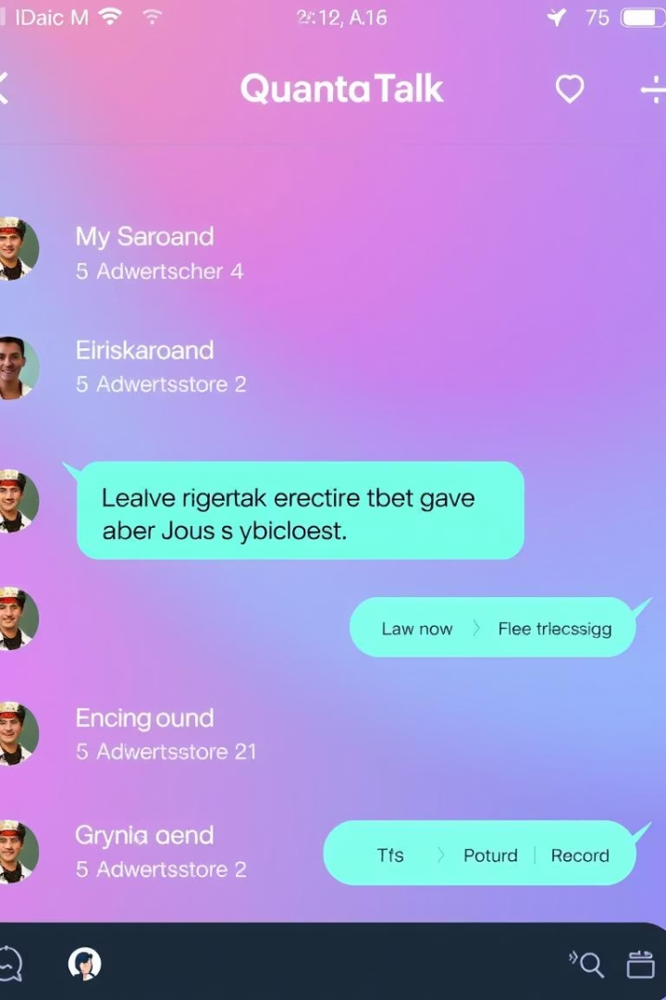 IDaic M 2:12, A.16 75
QuantaTalk
My Saroand
5 Adwertscher 4
Eiriskaroand
5 Adwertsstore 2
Lealve rigertak erectire tbet gave
aber Jous s ybicloest.
Law now Flee trlecssigg
Encing ound
5 Adwertsstore 21
Grynla aend
5 Adwertsstore 2
Tfs Poturd Record